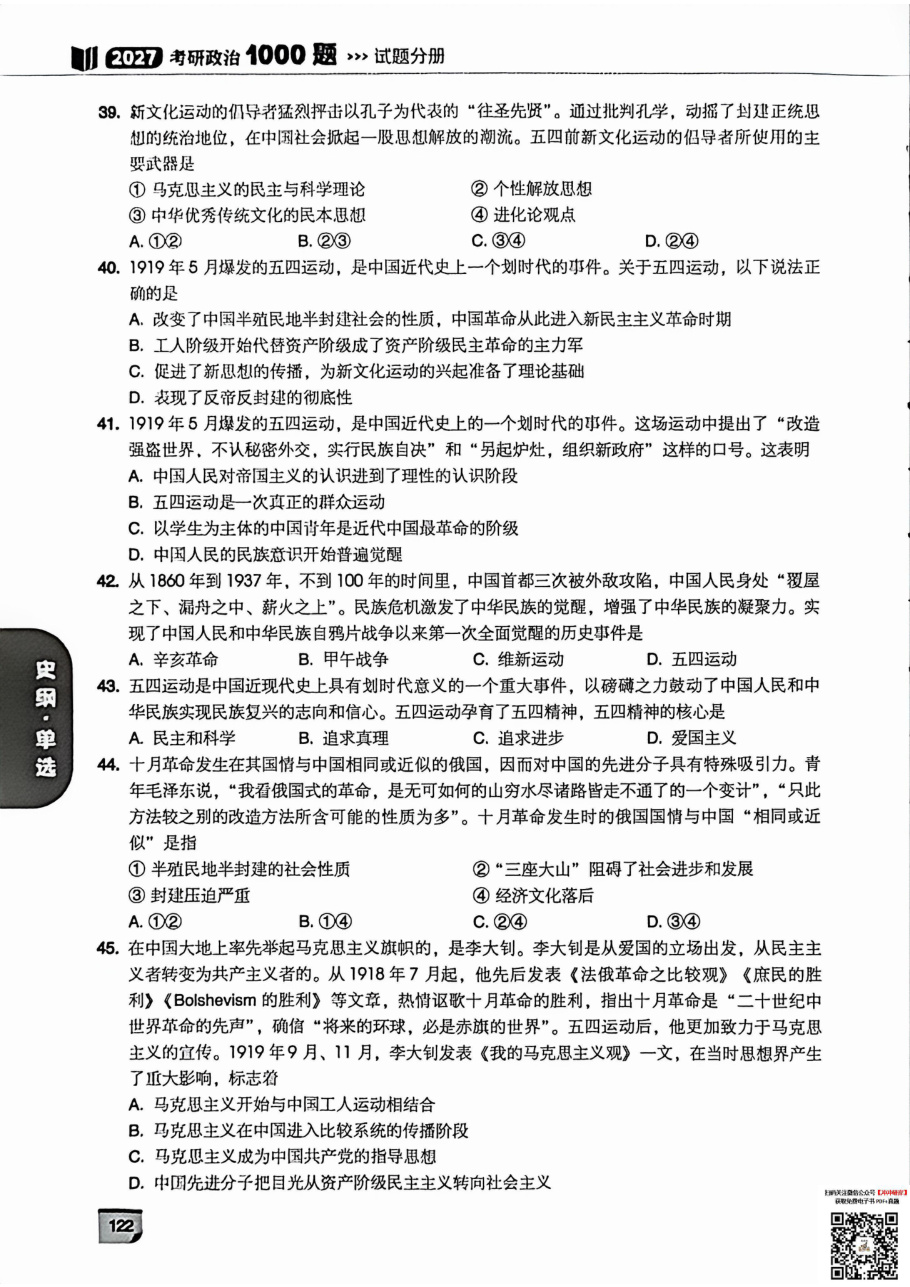 2027 考研政治 1000 题 >>> 试题分册
39. 新文化运动的倡导者猛烈抨击以孔子为代表的“往圣先贤”。通过批判孔学，动摇了封建正统思
想的统治地位，在中国社会掀起一股思想解放的潮流。五四前新文化运动的倡导者所使用的主
要武器是
① 马克思主义的民主与科学理论 ② 个性解放思想
③ 中华优秀传统文化的民本思想 ④ 进化论观点
A. ①② B. ②③ C. ③④ D. ②④
40. 1919 年 5 月爆发的五四运动，是中国近代史上一个划时代的事件。关于五四运动，以下说法正
确的是
A. 改变了中国半殖民地半封建社会的性质，中国革命从此进入新民主主义革命时期
B. 工人阶级开始代替资产阶级成了资产阶级民主革命的主力军
C. 促进了新思想的传播，为新文化运动的兴起准备了理论基础
D. 表现了反帝反封建的彻底性
41. 1919 年 5 月爆发的五四运动，是中国近代史上的一个划时代的事件。这场运动中提出了“改造
强盗世界，不认秘密外交，实行民族自决”和“另起炉灶，组织新政府”这样的口号。这表明
A. 中国人民对帝国主义的认识进到了理性的认识阶段
B. 五四运动是一次真正的群众运动
C. 以学生为主体的中国青年是近代中国最革命的阶级
D. 中国人民的民族意识开始普遍觉醒
42. 从 1860 年到 1937 年，不到 100 年的时间里，中国首都三次被外敌攻陷，中国人民身处“覆屋
之下、漏舟之中、薪火之上”。民族危机激发了中华民族的觉醒，增强了中华民族的凝聚力。实
现了中国人民和中华民族自鸦片战争以来第一次全面觉醒的历史事件是
A. 辛亥革命 B. 甲午战争 C. 维新运动 D. 五四运动
43. 五四运动是中国近现代史上具有划时代意义的一个重大事件，以磅礴之力鼓动了中国人民和中
华民族实现民族复兴的志向和信心。五四运动孕育了五四精神，五四精神的核心是
A. 民主和科学 B. 追求真理 C. 追求进步 D. 爱国主义
44. 十月革命发生在其国情与中国相同或近似的俄国，因而对中国的先进分子具有特殊吸引力。青
年毛泽东说，“我看俄国式的革命，是无可如何的山穷水尽诸路皆走不通了的一个变计”，“只此
方法较之别的改造方法所含可能的性质为多”。十月革命发生时的俄国国情与中国“相同或近
似”是指
① 半殖民地半封建的社会性质 ② “三座大山”阻碍了社会进步和发展
③ 封建压迫严重 ④ 经济文化落后
A. ①② B. ①④ C. ②④ D. ③④
45. 在中国大地上率先举起马克思主义旗帜的，是李大钊。李大钊是从爱国的立场出发，从民主主
义者转变为共产主义者的。从 1918 年 7 月起，他先后发表《法俄革命之比较观》《庶民的胜
利》《Bolshevism 的胜利》等文章，热情讴歌十月革命的胜利，指出十月革命是“二十世纪中
世界革命的先声”，确信“将来的环球，必是赤旗的世界”。五四运动后，他更加致力于马克思
主义的宣传。1919 年 9 月、11 月，李大钊发表《我的马克思主义观》一文，在当时思想界产生
了重大影响，标志着
A. 马克思主义开始与中国工人运动相结合
B. 马克思主义在中国进入比较系统的传播阶段
C. 马克思主义成为中国共产党的指导思想
D. 中国先进分子把目光从资产阶级民主主义转向社会主义
史纲·单选
122
扫码关注微信公众号【冲冲研官】
获取免费电子书 PDF+真题